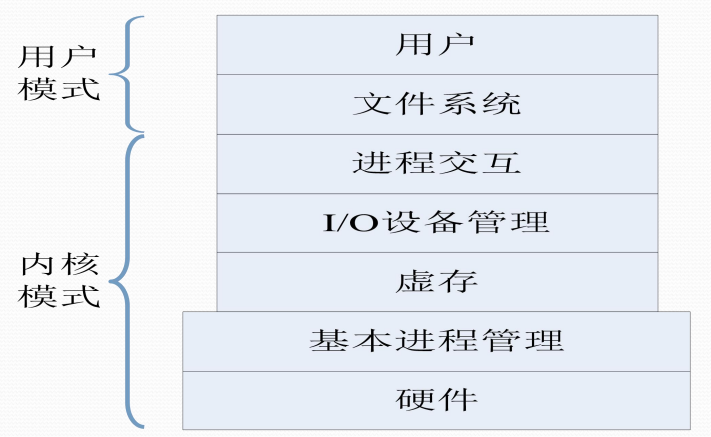 用户
模式
用户
文件系统
进程交互
I/O设备管理
内核
模式
虚存
基本进程管理
硬件